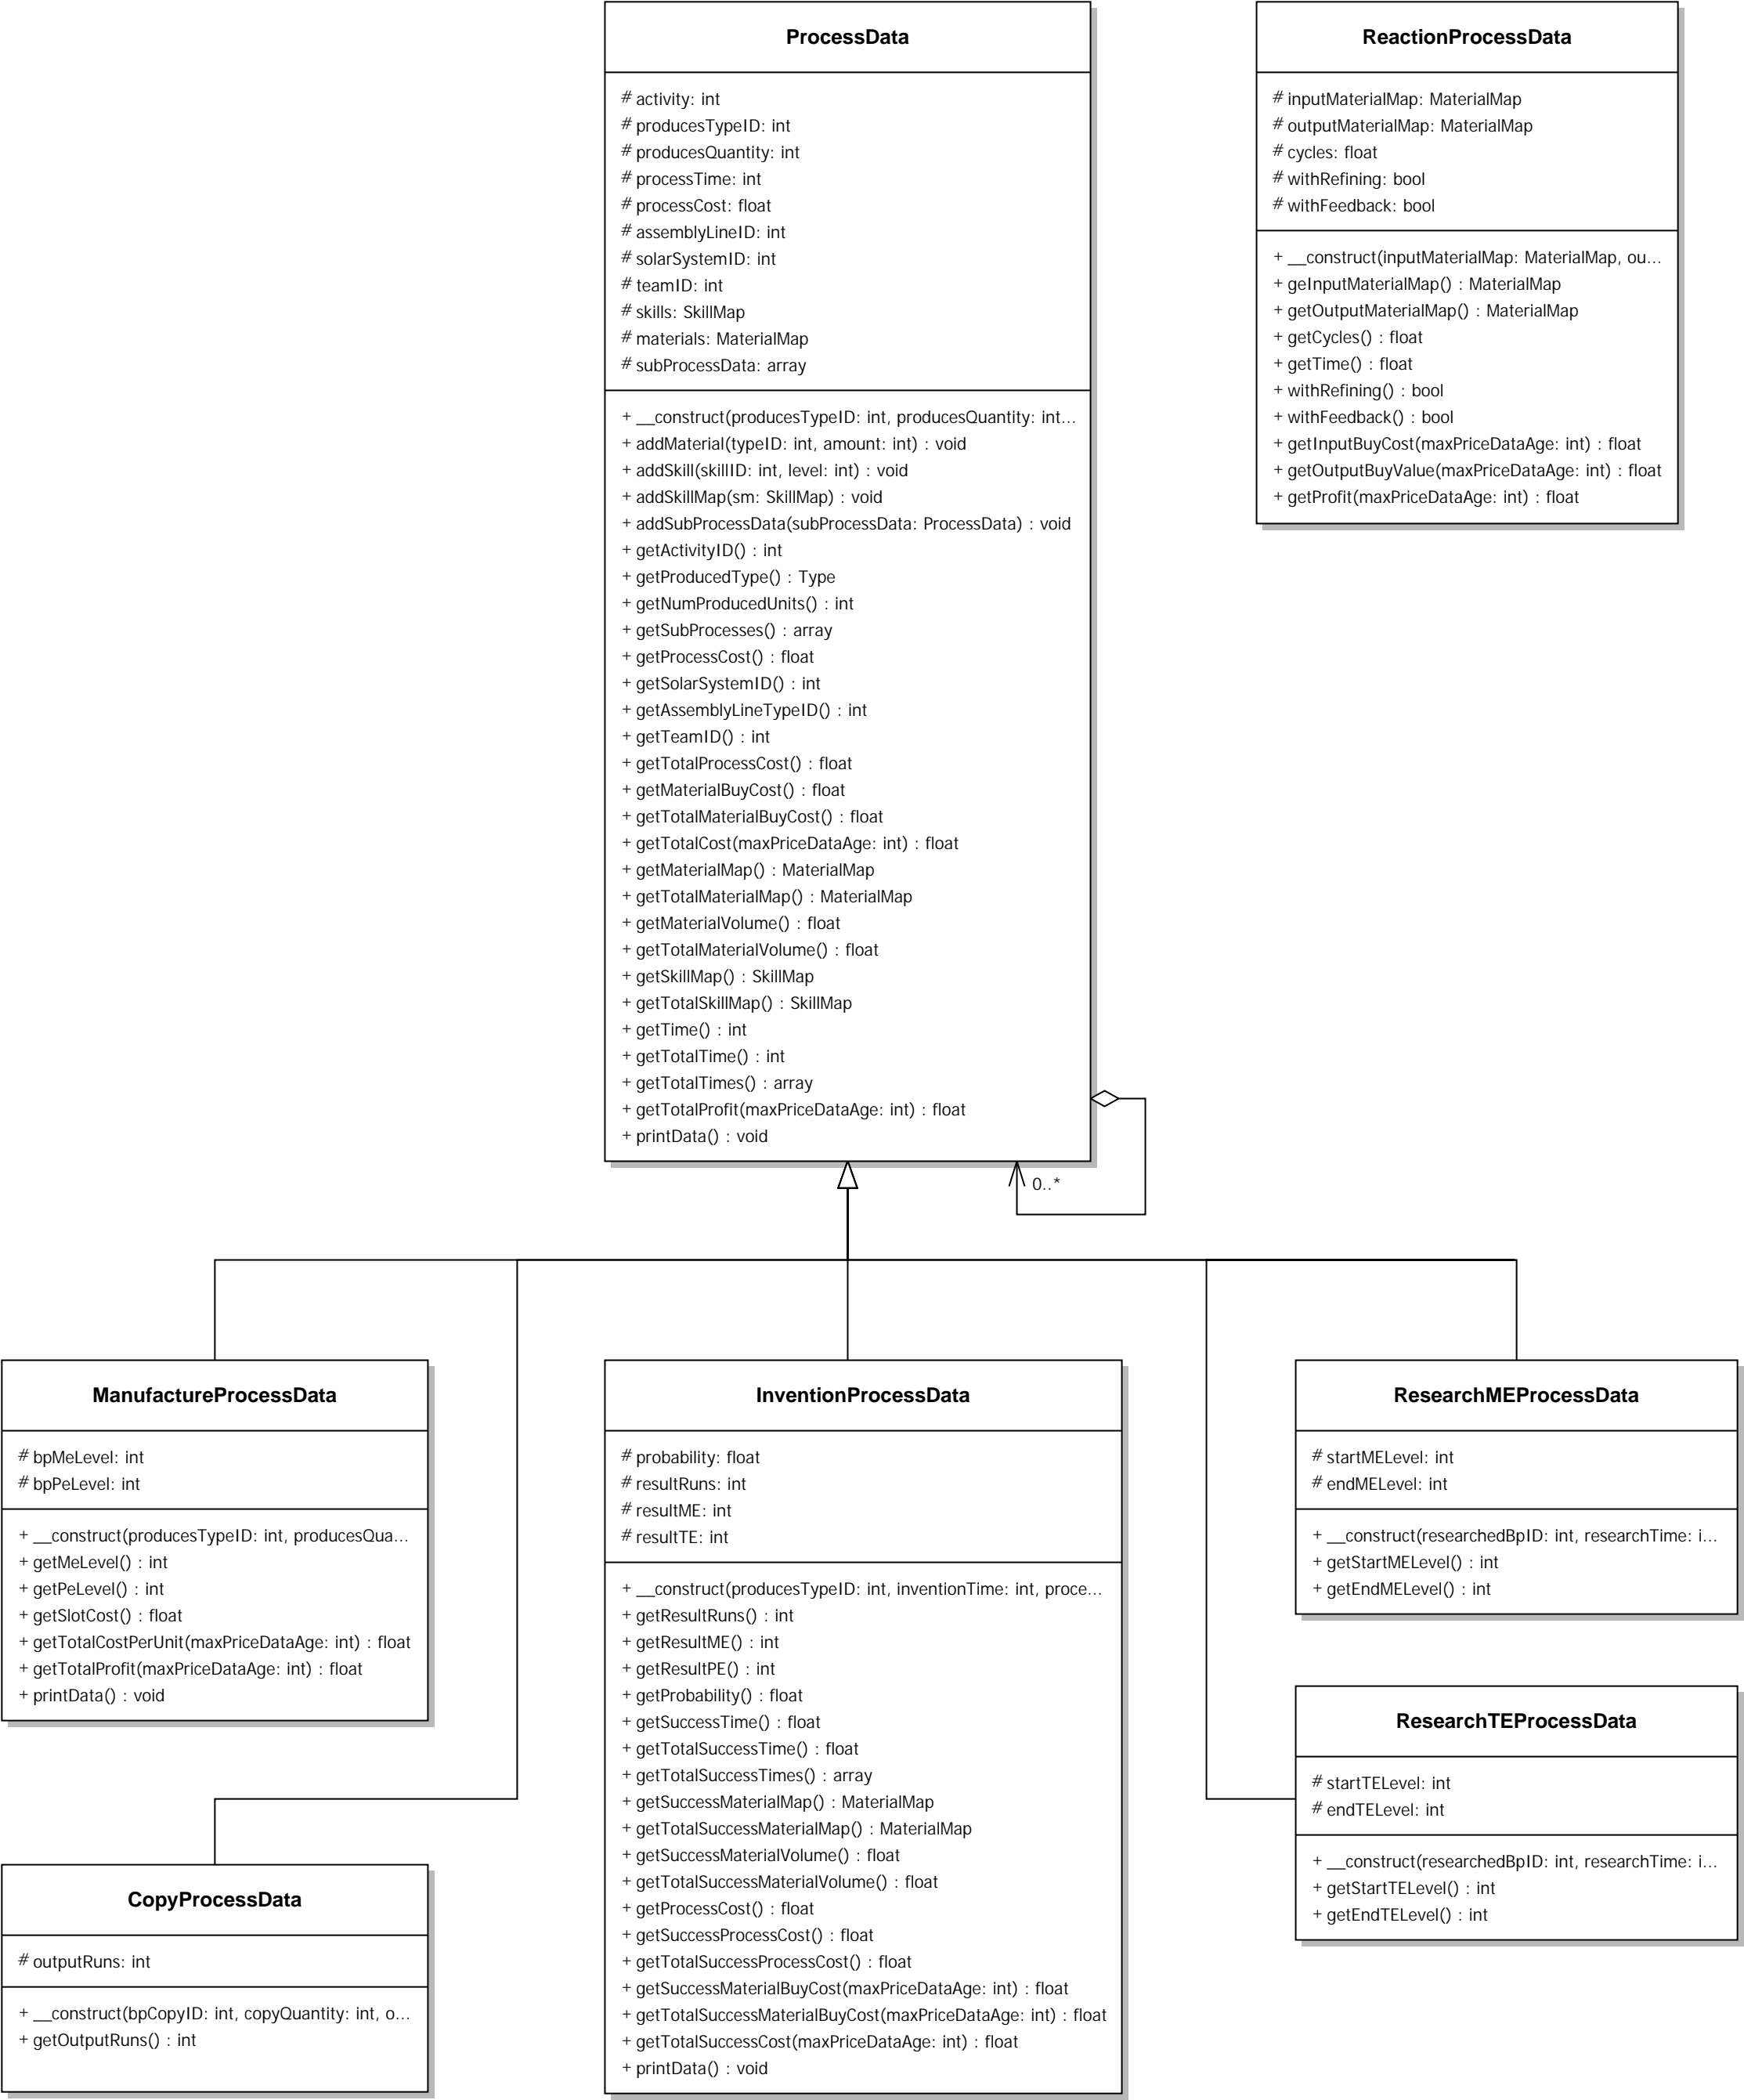 ProcessData
# activity: int
# producesTypeID: int
# producesQuantity: int
# processTime: int
# processCost: float
# assemblyLineID: int
# solarSystemID: int
# teamID: int
# skills: SkillMap
# materials: MaterialMap
# subProcessData: array
+ __construct(producesTypeID: int, producesQuantity: int...
+ addMaterial(typeID: int, amount: int) : void
+ addSkill(skillID: int, level: int) : void
+ addSkillMap(sm: SkillMap) : void
+ addSubProcessData(subProcessData: ProcessData) : void
+ getActivityID() : int
+ getProducedType() : Type
+ getNumProducedUnits() : int
+ getSubProcesses() : array
+ getProcessCost() : float
+ getSolarSystemID() : int
+ getAssemblyLineTypeID() : int
+ getTeamID() : int
+ getTotalProcessCost() : float
+ getMaterialBuyCost() : float
+ getTotalMaterialBuyCost() : float
+ getTotalCost(maxPriceDataAge: int) : float
+ getMaterialMap() : MaterialMap
+ getTotalMaterialMap() : MaterialMap
+ getMaterialVolume() : float
+ getTotalMaterialVolume() : float
+ getSkillMap() : SkillMap
+ getTotalSkillMap() : SkillMap
+ getTime() : int
+ getTotalTime() : int
+ getTotalTimes() : array
+ getTotalProfit(maxPriceDataAge: int) : float
+ printData() : void
0..*
ReactionProcessData
# inputMaterialMap: MaterialMap
# outputMaterialMap: MaterialMap
# cycles: float
# withRefining: bool
# withFeedback: bool
+ __construct(inputMaterialMap: MaterialMap, ou...
+ geInputMaterialMap() : MaterialMap
+ getOutputMaterialMap() : MaterialMap
+ getCycles() : float
+ getTime() : float
+ withRefining() : bool
+ withFeedback() : bool
+ getInputBuyCost(maxPriceDataAge: int) : float
+ getOutputBuyValue(maxPriceDataAge: int) : float
+ getProfit(maxPriceDataAge: int) : float
ManufactureProcessData
# bpMeLevel: int
# bpPeLevel: int
+ __construct(producesTypeID: int, producesQua...
+ getMeLevel() : int
+ getPeLevel() : int
+ getSlotCost() : float
+ getTotalCostPerUnit(maxPriceDataAge: int) : float
+ getTotalProfit(maxPriceDataAge: int) : float
+ printData() : void
CopyProcessData
# outputRuns: int
+ __construct(bpCopyID: int, copyQuantity: int, o...
+ getOutputRuns() : int
InventionProcessData
# probability: float
# resultRuns: int
# resultME: int
# resultTE: int
+ __construct(producesTypeID: int, inventionTime: int, proce...
+ getResultRuns() : int
+ getResultME() : int
+ getResultPE() : int
+ getProbability() : float
+ getSuccessTime() : float
+ getTotalSuccessTime() : float
+ getTotalSuccessTimes() : array
+ getSuccessMaterialMap() : MaterialMap
+ getTotalSuccessMaterialMap() : MaterialMap
+ getSuccessMaterialVolume() : float
+ getTotalSuccessMaterialVolume() : float
+ getProcessCost() : float
+ getSuccessProcessCost() : float
+ getTotalSuccessProcessCost() : float
+ getSuccessMaterialBuyCost(maxPriceDataAge: int) : float
+ getTotalSuccessMaterialBuyCost(maxPriceDataAge: int) : float
+ getTotalSuccessCost(maxPriceDataAge: int) : float
+ printData() : void
ResearchMEProcessData
# startMELevel: int
# endMELevel: int
+ __construct(researchedBpID: int, researchTime: i...
+ getStartMELevel() : int
+ getEndMELevel() : int
ResearchTEProcessData
# startTELevel: int
# endTELevel: int
+ __construct(researchedBpID: int, researchTime: i...
+ getStartTELevel() : int
+ getEndTELevel() : int